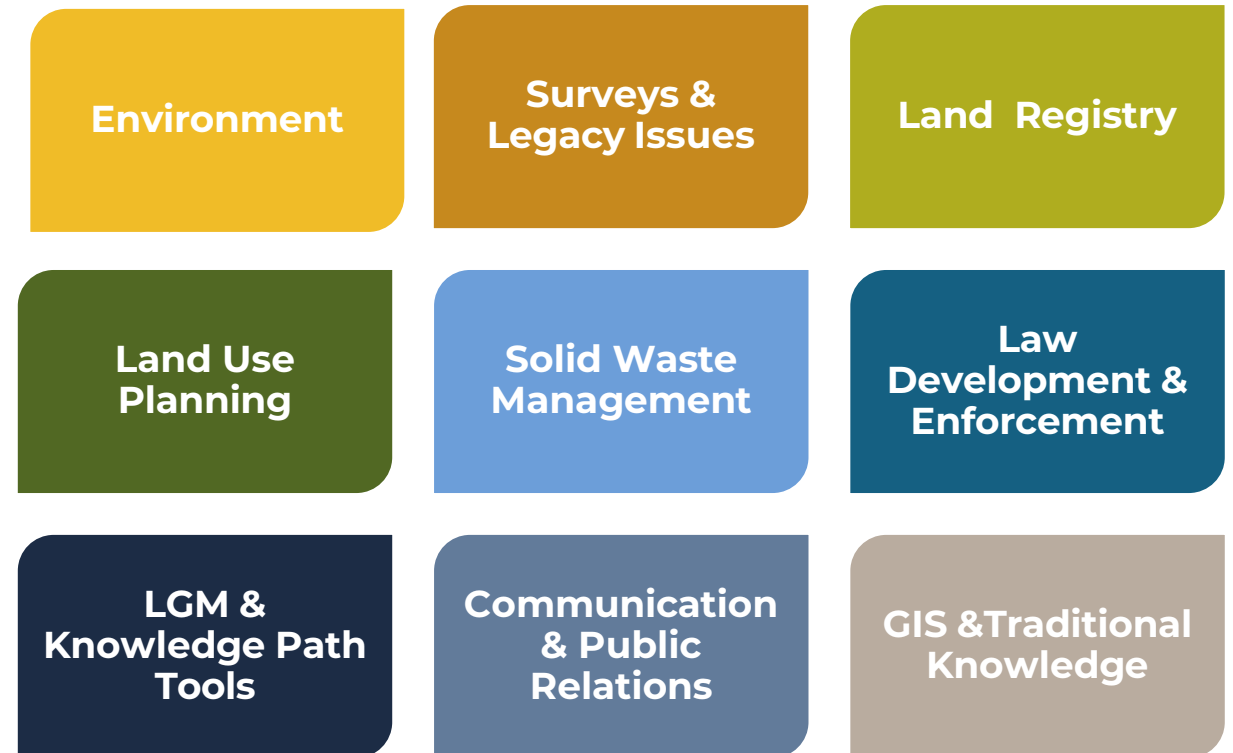 Environment
Surveys &
Legacy Issues
Land  Registry
Land Use
Planning
Solid Waste
Management
Law
Development &
Enforcement
LGM &
Knowledge Path
Tools
Communication
& Public
Relations
GIS &Traditional
Knowledge